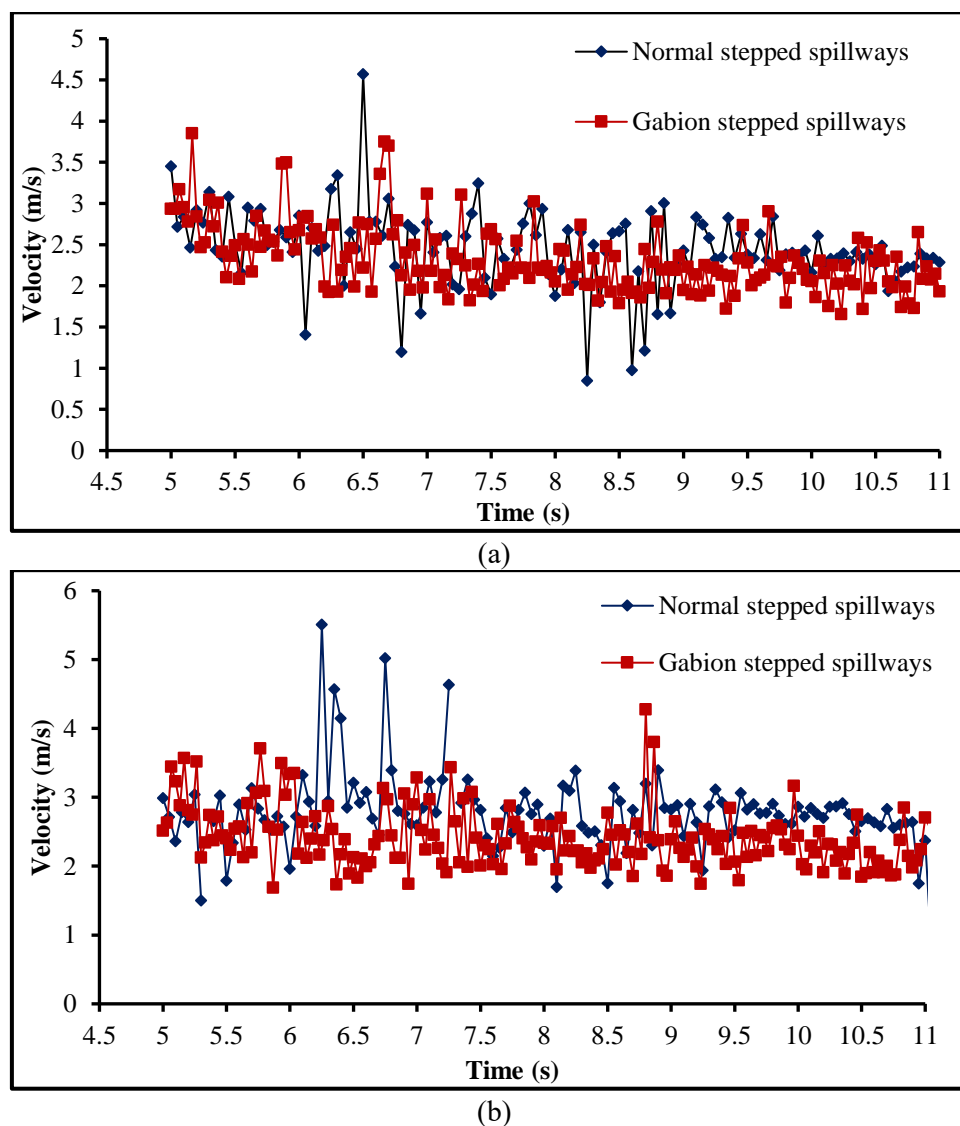 5
4.5
4
3.5
3
2.5
2
1.5
1
0.5
0
Velocity (m/s)
Normal stepped spillways
Gabion stepped spillways
4.5 5 5.5 6 6.5 7 7.5 8 8.5 9 9.5 10 10.5 11
Time (s)
(a)
6
5
4
3
2
1
0
Velocity (m/s)
Normal stepped spillways
Gabion stepped spillways
4.5 5 5.5 6 6.5 7 7.5 8 8.5 9 9.5 10 10.5 11
Time (s)
(b)